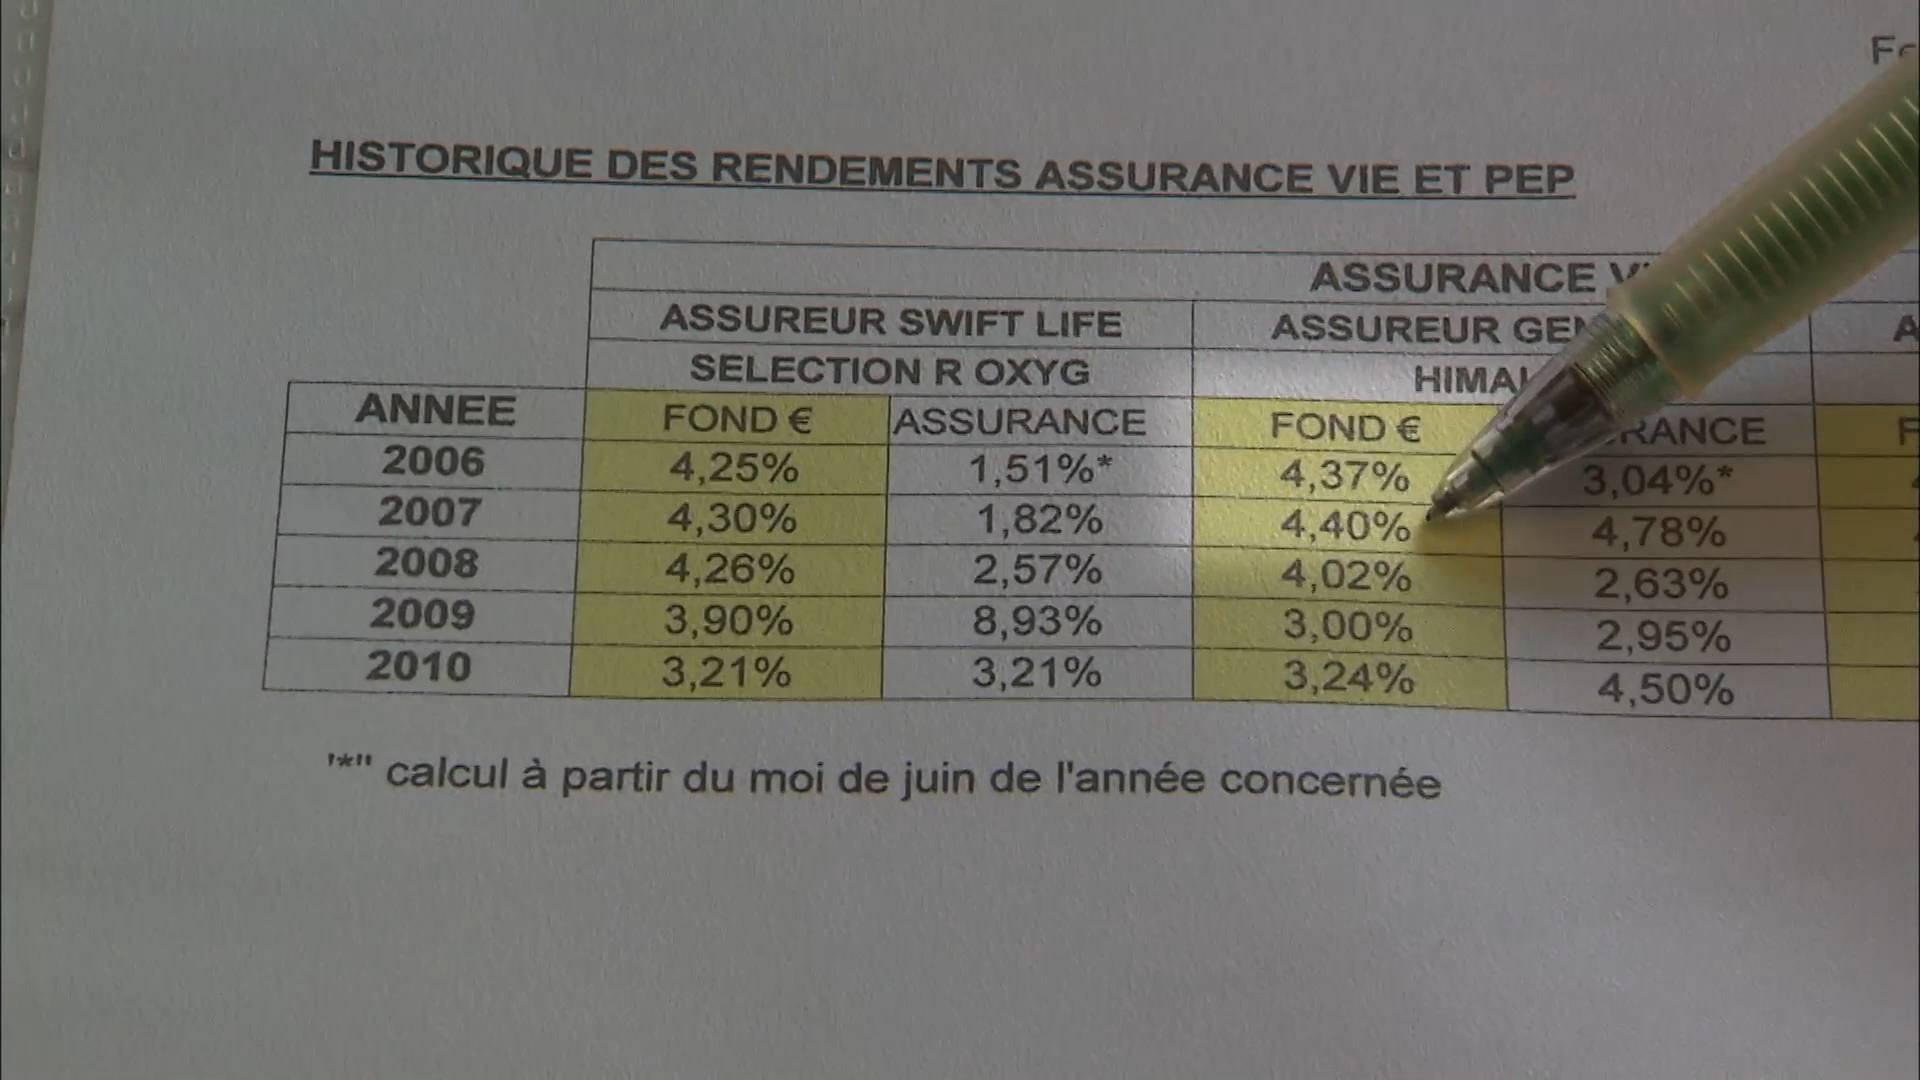 HISTORIQUE DES RENDEMENTS ASSURANCE VIE ET PEP
ASSURANCE
ASSUREUR SWIFT LIFE ASSUREUR
SELECTION R OXYG
ANNEE FOND € ASSURANCE FOND €
2006 4,25% 1,51%* 4,37% 3,04%*
2007 4,30% 1,82% 4,40% 4,78%
2008 4,26% 2,57% 4,02% 2,63%
2009 3,90% 8,93% 3,00% 2,95%
2010 3,21% 3,21% 3,24% 4,50%
"*" calcul à partir du moi de juin de l'année concernée